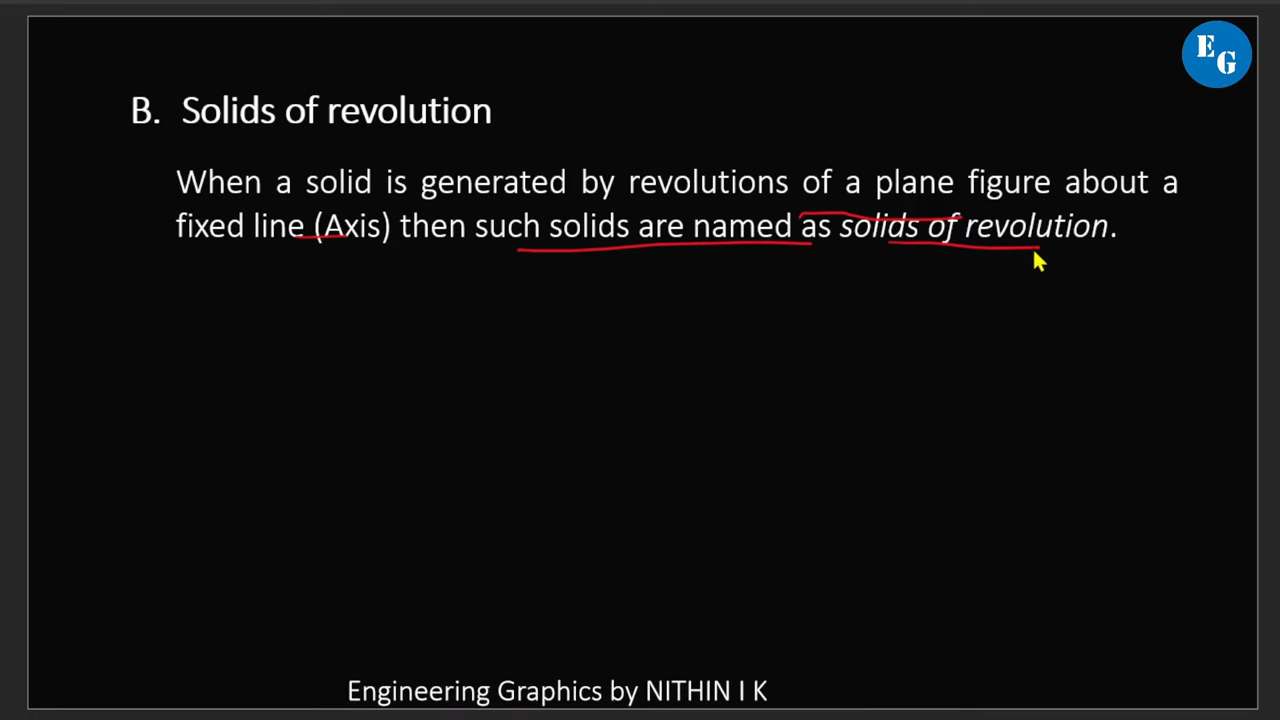 E
G
B. Solids of revolution
When a solid is generated by revolutions of a plane figure about a
fixed line (Axis) then such solids are named as solids of revolution.
Engineering Graphics by NITHIN I K